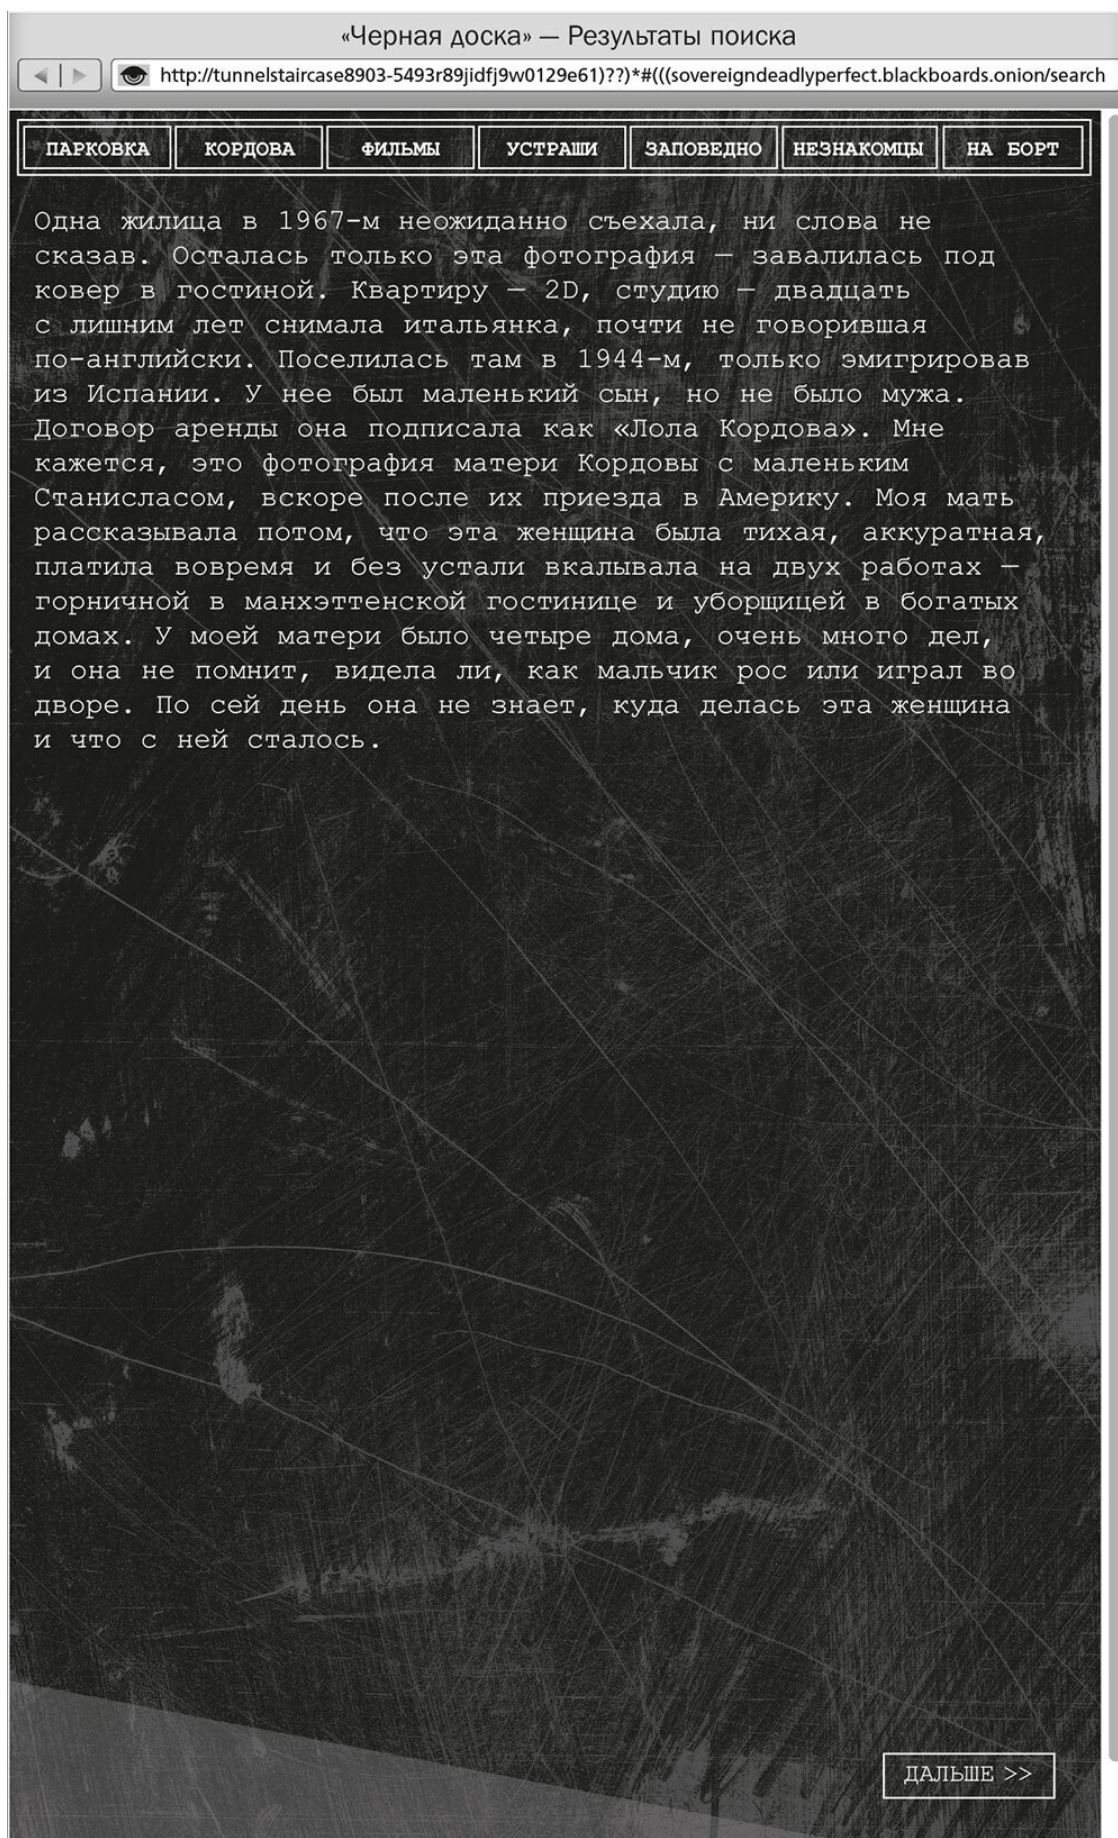 «Черная доска» — Результаты поиска
http://tunnelstaircase8903-5493r89jidfj9w0129e61)??)*#(((sovereigndeadlyperfect.blackboards.onion/search
ПАРКОВКА КОРДОВА ФИЛЬМЫ УСТРАШИ ЗАПОВЕДНО НЕЗНАКОМЦЫ НА БОРТ
Одна жилица в 1967-м неожиданно съехала, ни слова не
сказав. Осталась только эта фотография — завалилась под
ковер в гостиной. Квартиру — 2D, студию — двадцать
с лишним лет снимала итальянка, почти не говорившая
по-английски. Поселилась там в 1944-м, только эмигрировав
из Испании. У нее был маленький сын, но не было мужа.
Договор аренды она подписала как «Лола Кордова». Мне
кажется, это фотография матери Кордовы с маленьким
Станисласом, вскоре после их приезда в Америку. Моя мать
рассказывала потом, что эта женщина была тихая, аккуратная,
платила вовремя и без устали вкалывала на двух работах —
горничной в манхэттенской гостинице и уборщицей в богатых
домах. У моей матери было четыре дома, очень много дел,
и она не помнит, видела ли, как мальчик рос или играл во
дворе. По сей день она не знает, куда делась эта женщина
и что с ней сталось.
ДАЛЬШЕ >>